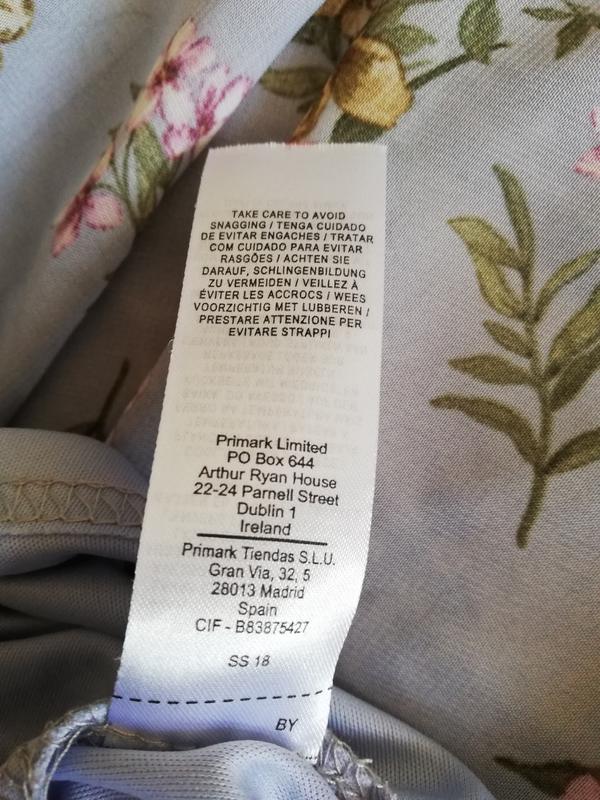 TAKE CARE TO AVOID
SNAGGING / TENGA CUIDADO
DE EVITAR ENGACHES / TRATAR
COM CUIDADO PARA EVITAR
RASGÕES / ACHTEN SIE
DARAUF, SCHLINGENBILDUNG
ZU VERMEIDEN / VEILLEZ À
ÉVITER LES ACCROCS / WEES
VOORZICHTIG MET LUBBEREN /
PRESTARE ATTENZIONE PER
EVITARE STRAPPI
Primark Limited
PO Box 644
Arthur Ryan House
22-24 Parnell Street
Dublin 1
Ireland
Primark Tiendas S.L.U.
Gran Via, 32, 5
28013 Madrid
Spain
CIF - B83875427
SS 18
BY